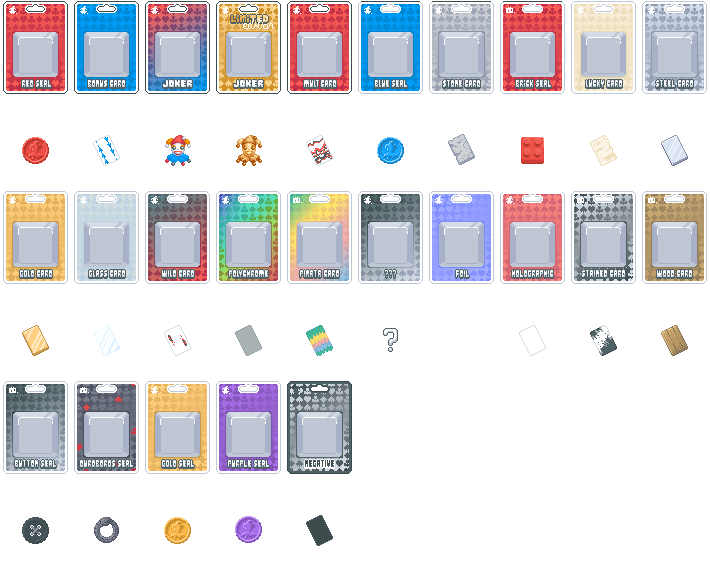 RED SEAL
BONUS CARD
JOKER
LIMITED
EDITION
JOKER
MULT CARD
BLUE SEAL
STONE CARD
BRICK SEAL
LUCKY CARD
STEEL CARD
GOLD CARD
GLASS CARD
WILD CARD
POLYCHROME
PINATA CARD
???
FOIL
HOLOGRAPHIC
STAINED CARD
WOOD CARD
?
BUTTON SEAL
OUROBOROS SEAL
GOLD SEAL
PURPLE SEAL
NEGATIVE